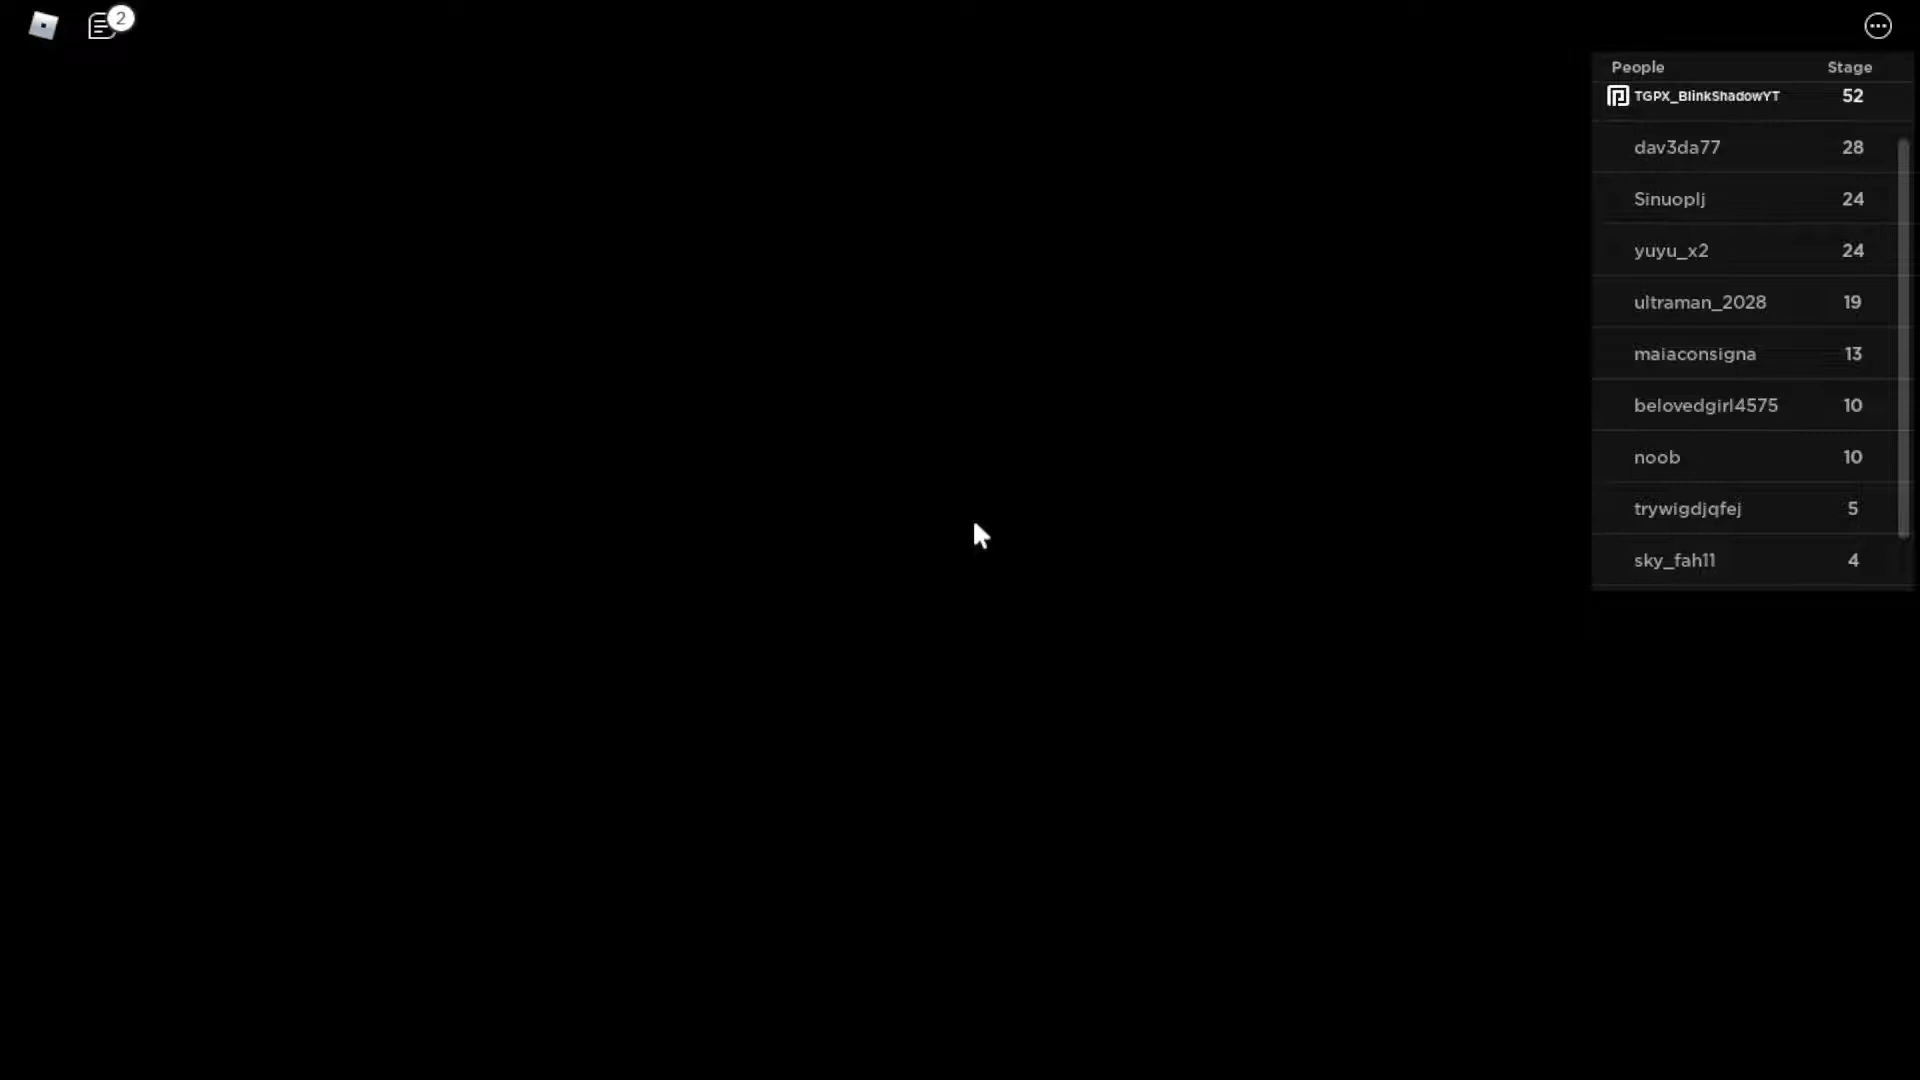 2
People Stage
TGPX_BlinkShadowYT 52
dav3da77 28
Sinuoplj 24
yuyu_x2 24
ultraman_2028 19
maiaconsigna 13
belovedgirl4575 10
noob 10
trywigdjqfej 5
sky_fah11 4